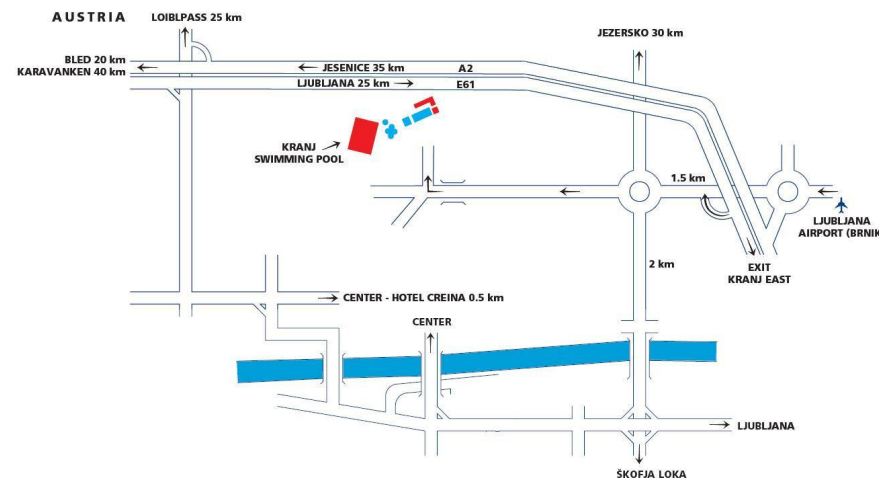 AUSTRIA
LOIBLPASS 25 km
JEZERSKO 30 km
BLED 20 km
KARAVANKEN 40 km
JESENICE 35 km
A2
LJUBLJANA 25 km
E61
KRANJ
SWIMMING POOL
1.5 km
LJUBLJANA
AIRPORT (BRNIK
2 km
EXIT
KRANJ EAST
CENTER - HOTEL CREINA 0.5 km
CENTER
LJUBLJANA
ŠKOFJA LOKA